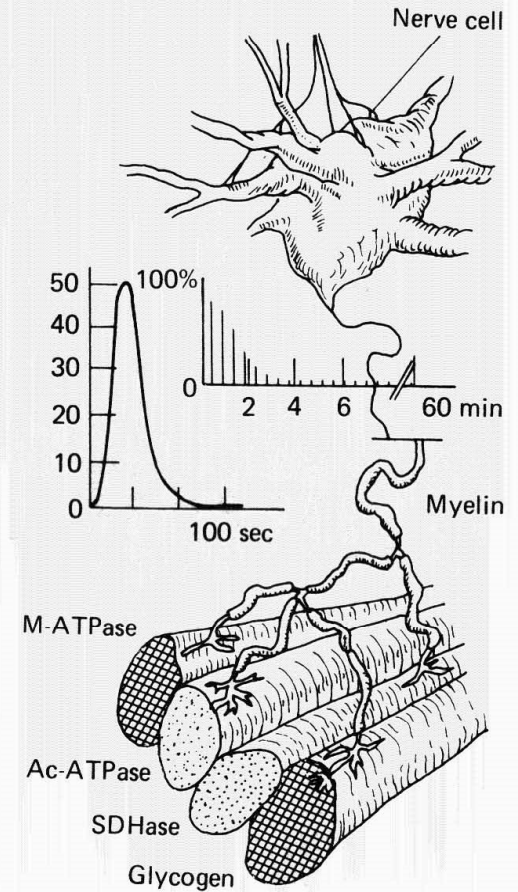 Nerve cell
50
40
30
20
10
0
100 sec
100%
0
2 4 6 60 min
Myelin
M-ATPase
Ac-ATPase
SDHase
Glycogen